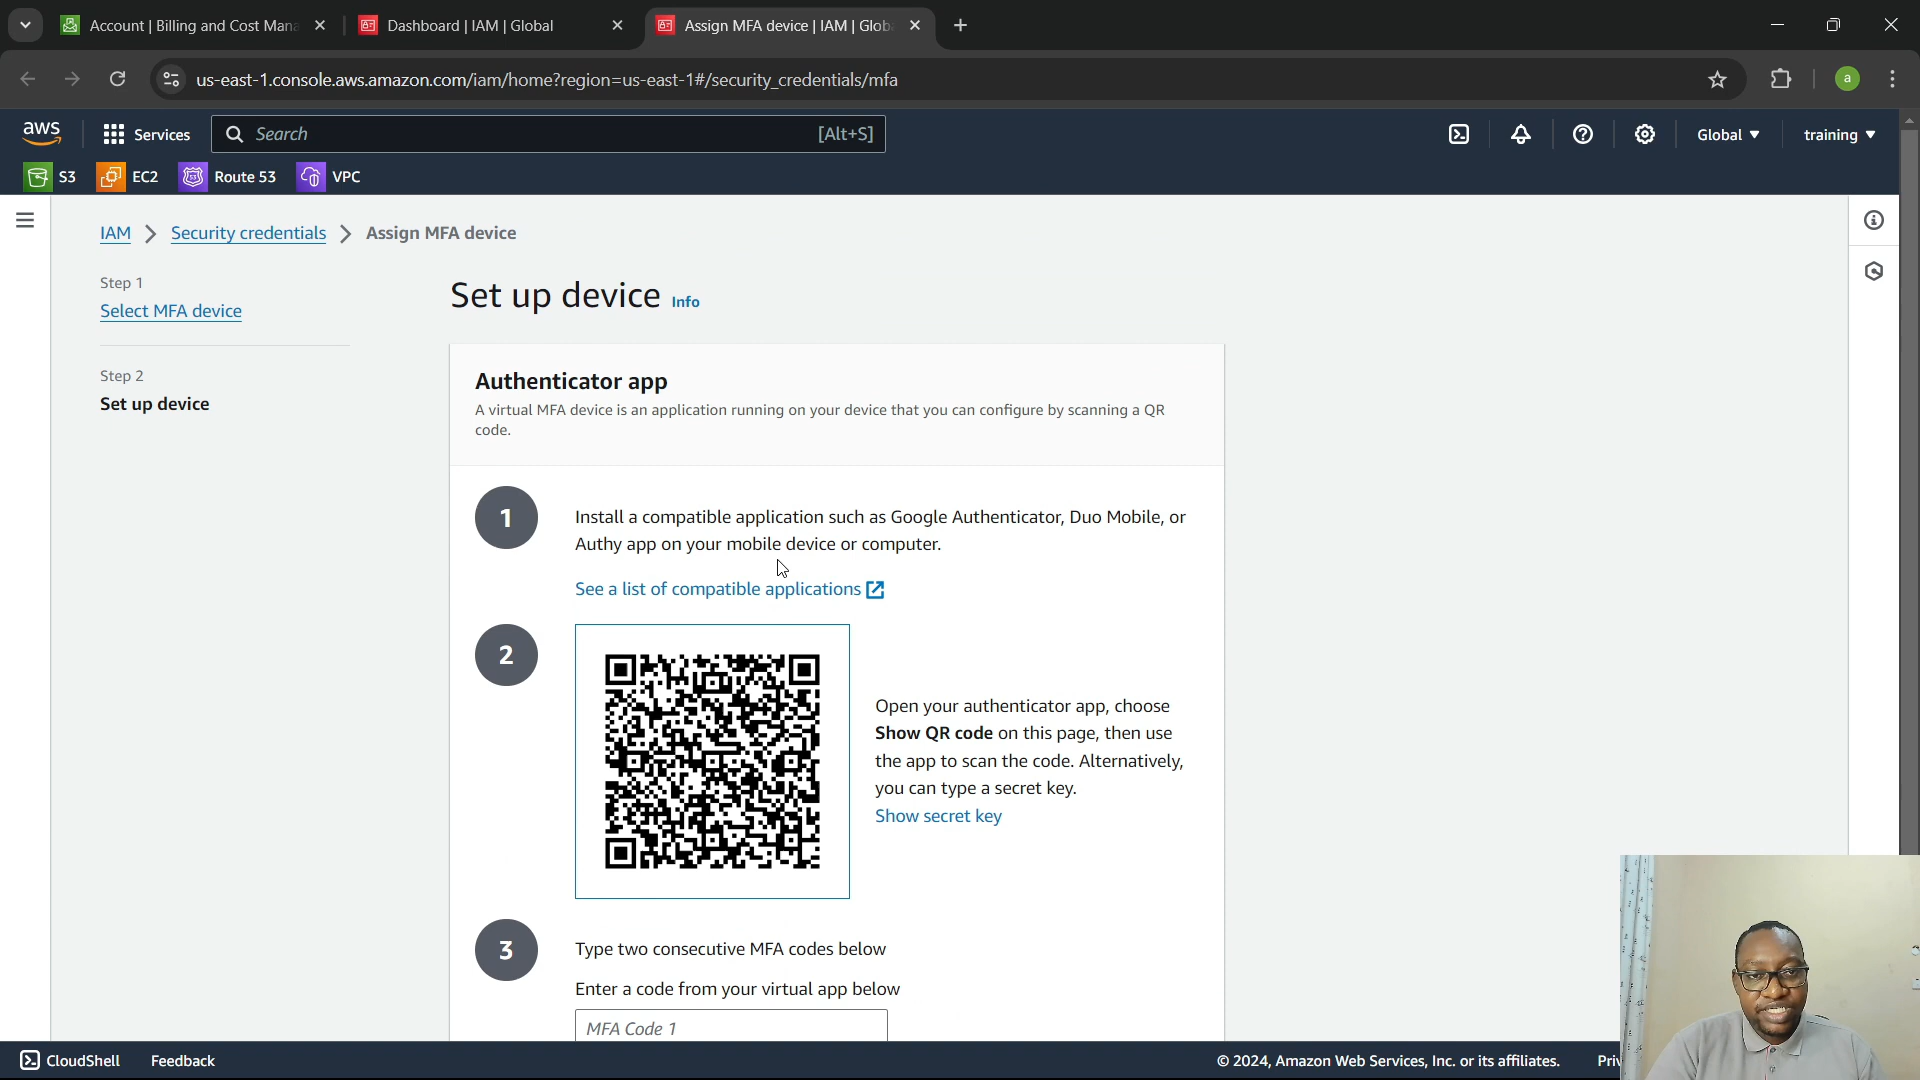 Account | Billing and Cost Mana
Dashboard | IAM | Global
Assign MFA device | IAM | Glob
us-east-1.console.aws.amazon.com/iam/home?region=us-east-1#/security_credentials/mfa
a
aws
Services
Search
[Alt+S]
Global
training
S3
EC2
Route 53
VPC
IAM
Security credentials
Assign MFA device
Step 1
Select MFA device
Step 2
Set up device
Set up device Info
Authenticator app
A virtual MFA device is an application running on your device that you can configure by scanning a QR
code.
1
Install a compatible application such as Google Authenticator, Duo Mobile, or
Authy app on your mobile device or computer.
See a list of compatible applications
2
Open your authenticator app, choose
Show QR code on this page, then use
the app to scan the code. Alternatively,
you can type a secret key.
Show secret key
3
Type two consecutive MFA codes below
Enter a code from your virtual app below
MFA Code 1
CloudShell
Feedback
© 2024, Amazon Web Services, Inc. or its affiliates.
Pri